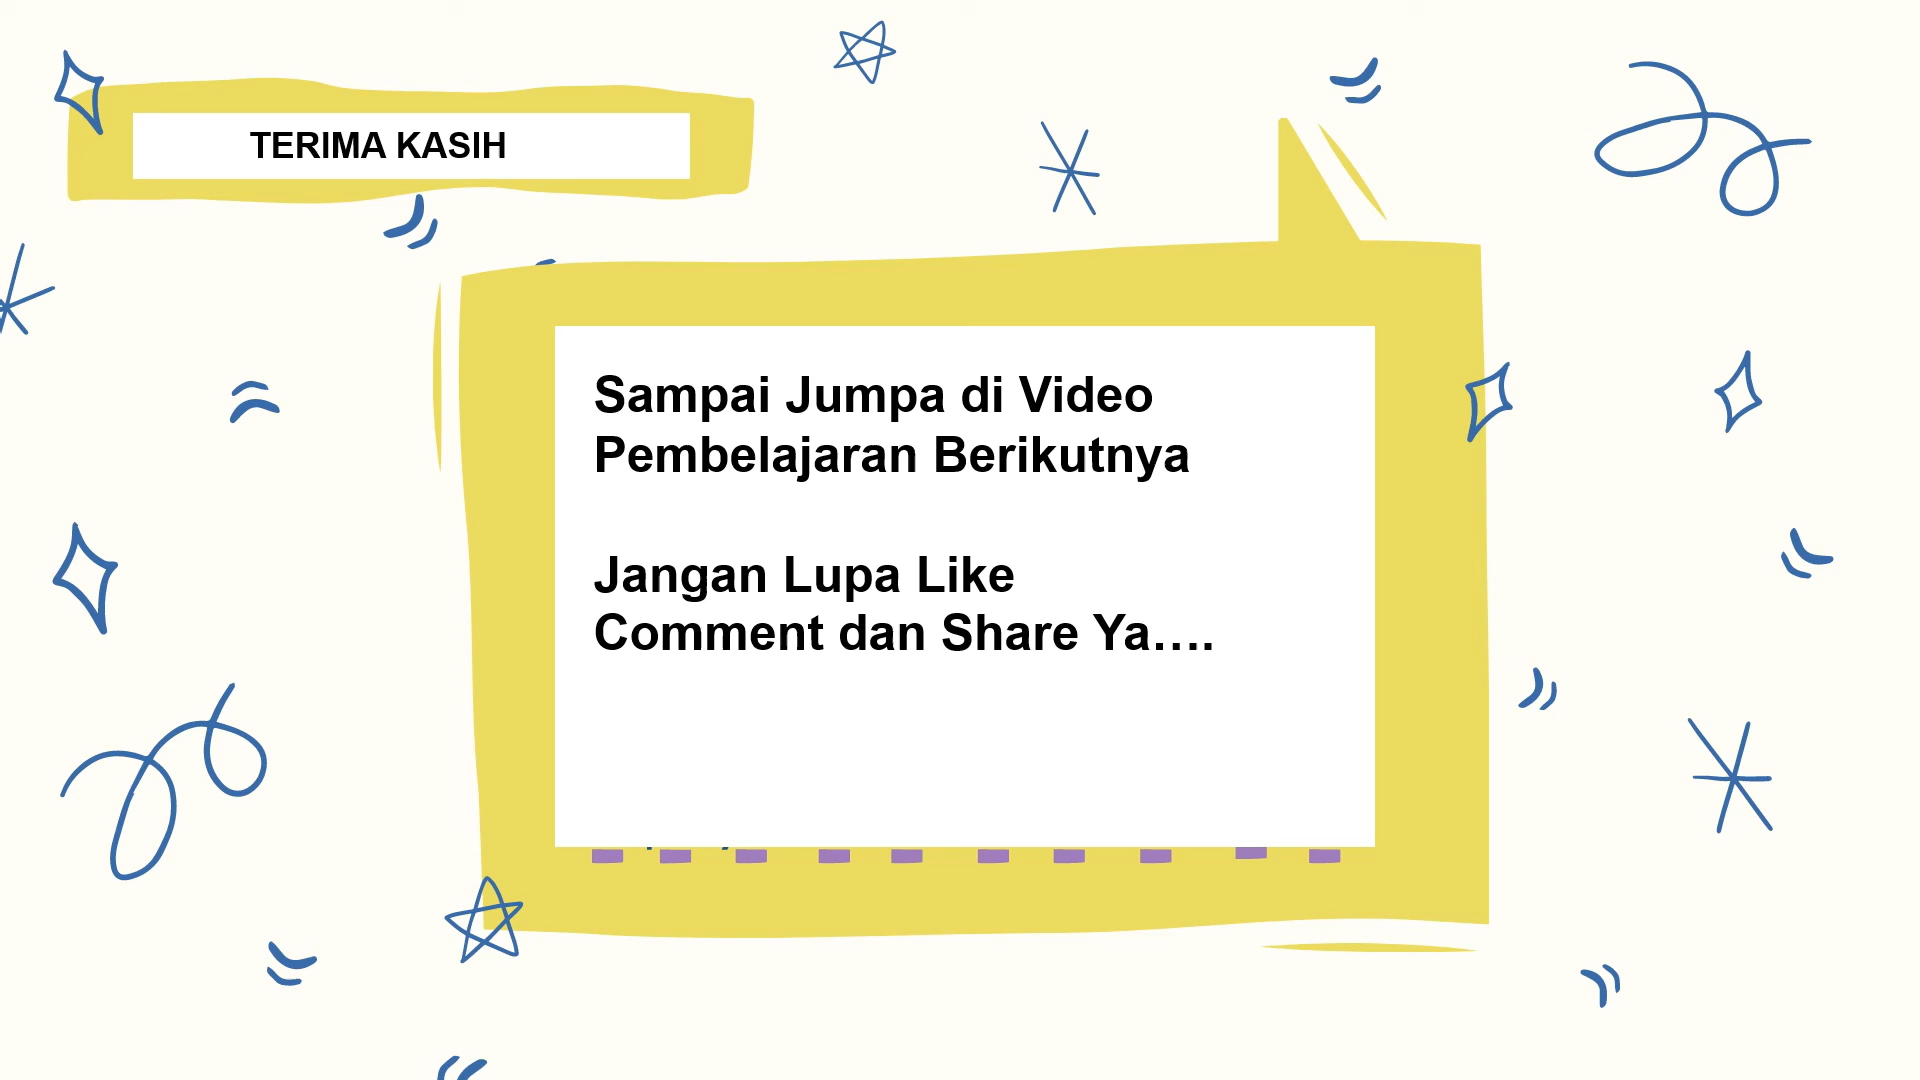 TERIMA KASIH
Sampai Jumpa di Video
Pembelajaran Berikutnya
Jangan Lupa Like
Comment dan Share Ya….